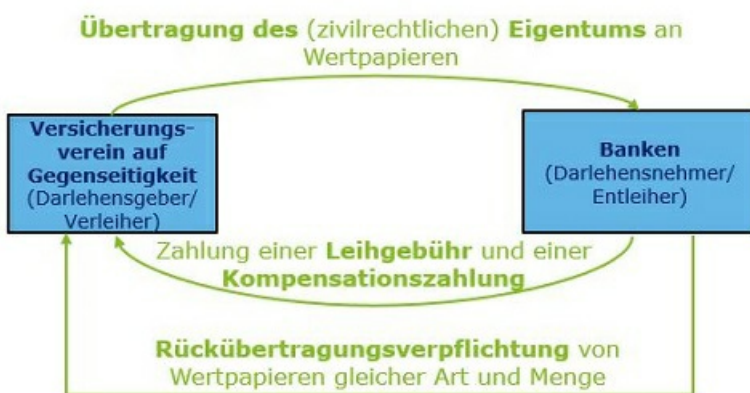 Übertragung des (zivilrechtlichen) Eigentums an
Wertpapieren
Versicherungs-
verein auf
Gegenseitigkeit
(Darlehensgeber/
Verleiher)
Banken
(Darlehensnehmer/
Entleiher)
Zahlung einer Leihgebühr und einer
Kompensationszahlung
Rückübertragungsverpflichtung von
Wertpapieren gleicher Art und Menge